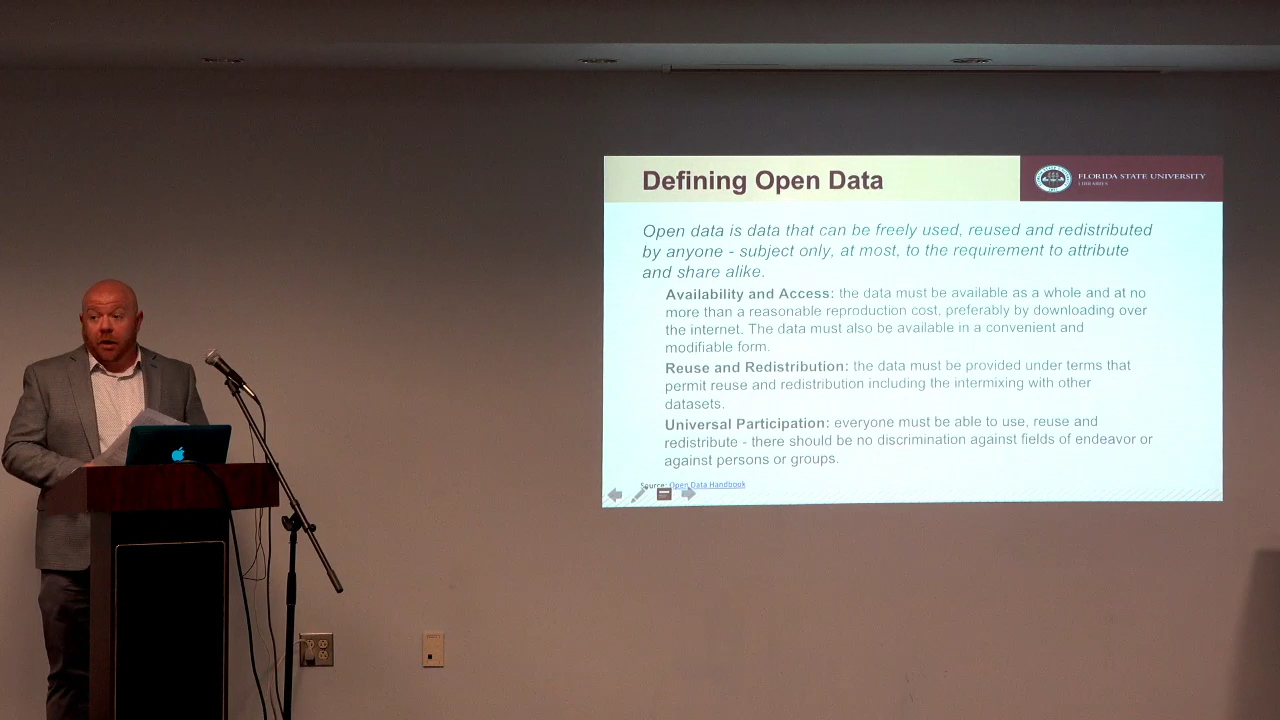 Defining Open Data
FLORIDA STATE UNIVERSITY
LIBRARIES
Open data is data that can be freely used, reused and redistributed
by anyone - subject only, at most, to the requirement to attribute
and share alike.
Availability and Access: the data must be available as a whole and at no
more than a reasonable reproduction cost, preferably by downloading over
the internet. The data must also be available in a convenient and
modifiable form.
Reuse and Redistribution: the data must be provided under terms that
permit reuse and redistribution including the intermixing with other
datasets.
Universal Participation: everyone must be able to use, reuse and
redistribute - there should be no discrimination against fields of endeavor or
against persons or groups.
Source: Open Data Handbook